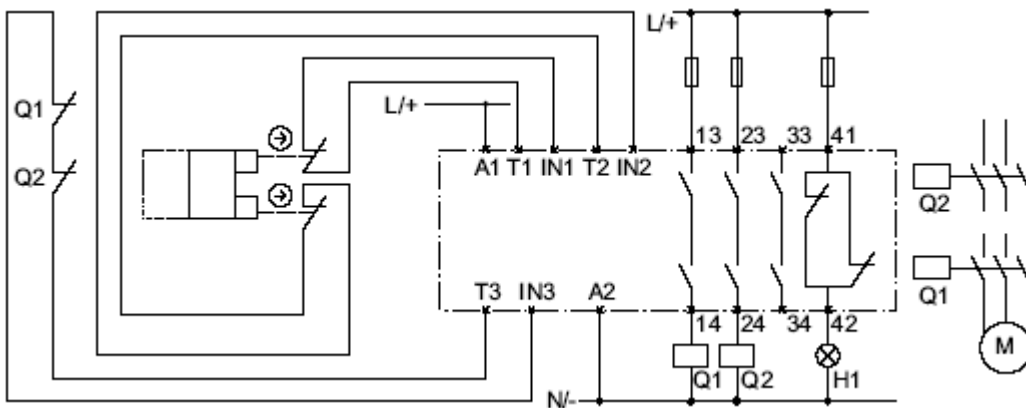 L/+
Q1
L/+
13 23 33 41
Q2
A1 T1 IN1 T2 IN2
Q2
Q1
T3 IN3 A2
14 24 34 42
M
Q1 Q2 H1
N/-